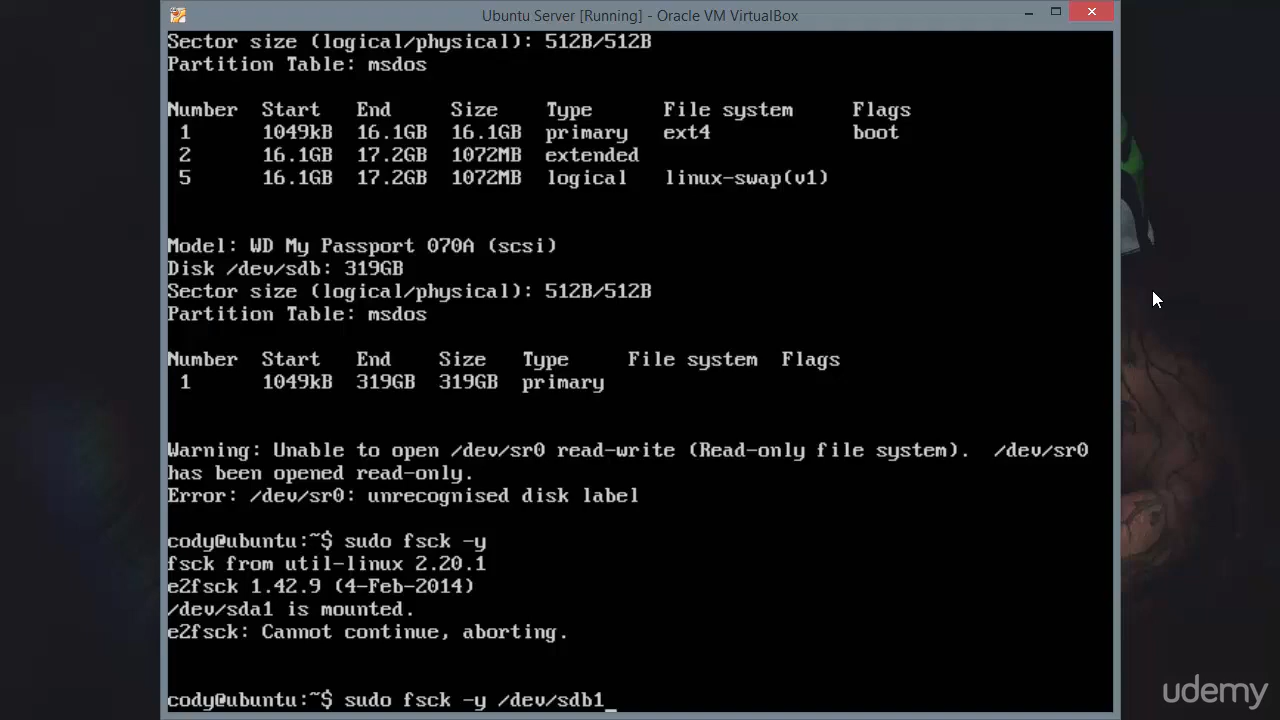 Ubuntu Server [Running] - Oracle VM VirtualBox
Sector size (logical/physical): 512B/512B
Partition Table: msdos
Number  Start   End     Size    Type      File system     Flags
 1      1049kB  16.1GB  16.1GB  primary   ext4            boot
 2      16.1GB  17.2GB  1072MB  extended
 5      16.1GB  17.2GB  1072MB  logical   linux-swap(v1)
Model: WD My Passport 070A (scsi)
Disk /dev/sdb: 319GB
Sector size (logical/physical): 512B/512B
Partition Table: msdos
Number  Start   End    Size   Type     File system  Flags
 1      1049kB  319GB  319GB  primary
Warning: Unable to open /dev/sr0 read-write (Read-only file system).  /dev/sr0
has been opened read-only.
Error: /dev/sr0: unrecognised disk label
cody@ubuntu:~$ sudo fsck -y
fsck from util-linux 2.20.1
e2fsck 1.42.9 (4-Feb-2014)
/dev/sda1 is mounted.
e2fsck: Cannot continue, aborting.
cody@ubuntu:~$ sudo fsck -y /dev/sdb1_
udemy